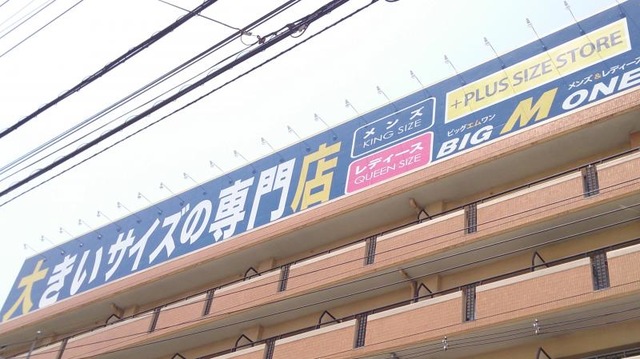 大きいサイズの専門店
メンズ
KING SIZE
レディース
QUEEN SIZE
+PLUS SIZE STORE
ビッグエムワン
メンズ&レディース
BIG M ONE